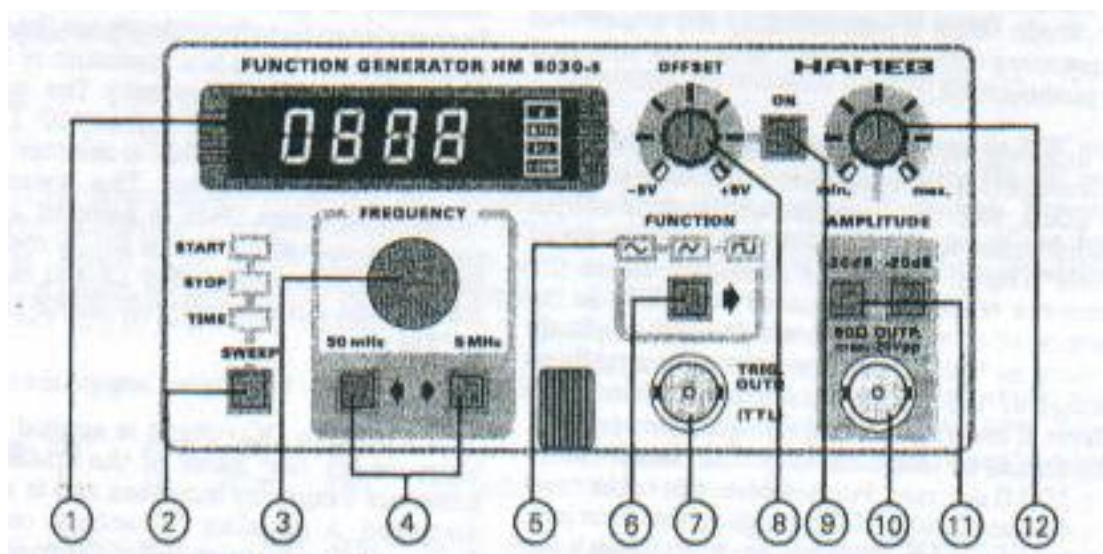 FUNCTION GENERATOR HM 8030-5
OFFSET
HAMEG
ON
0888
-5V
+5V
min.
max.
FREQUENCY
FUNCTION
AMPLITUDE
START
STOP
TIME
SWEEP
50 mHz
5 MHz
-20dB
-20dB
50Ω OUTP.
max. 20Vpp
TRIG.
OUTP.
(TTL)
1 2 3 4 5 6 7 8 9 10 11 12